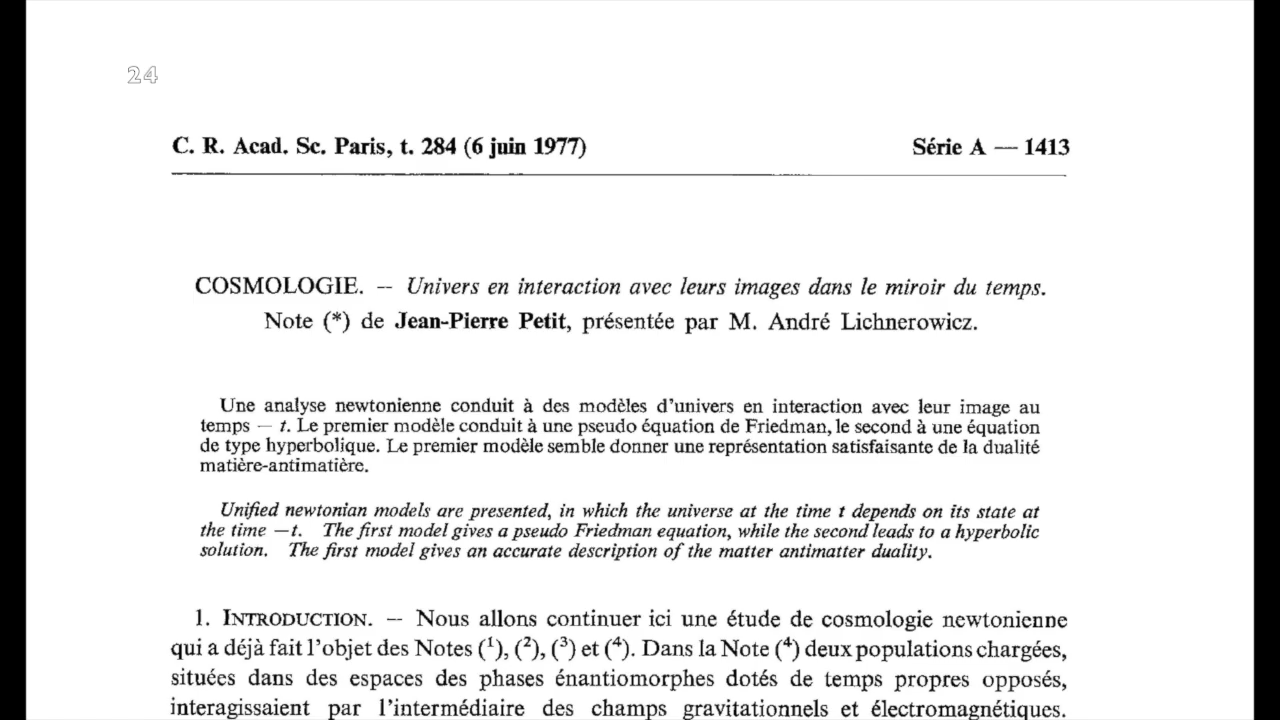 24
C. R. Acad. Sc. Paris, t. 284 (6 juin 1977)
Série A — 1413
COSMOLOGIE. — Univers en interaction avec leurs images dans le miroir du temps.
Note (*) de Jean-Pierre Petit, présentée par M. André Lichnerowicz.
Une analyse newtonienne conduit à des modèles d'univers en interaction avec leur image au
temps — t. Le premier modèle conduit à une pseudo équation de Friedman, le second à une équation
de type hyperbolique. Le premier modèle semble donner une représentation satisfaisante de la dualité
matière-antimatière.
Unified newtonian models are presented, in which the universe at the time t depends on its state at
the time —t. The first model gives a pseudo Friedman equation, while the second leads to a hyperbolic
solution. The first model gives an accurate description of the matter antimatter duality.
1. INTRODUCTION. — Nous allons continuer ici une étude de cosmologie newtonienne
qui a déjà fait l'objet des Notes (¹), (²), (³) et (⁴). Dans la Note (⁴) deux populations chargées,
situées dans des espaces des phases énantiomorphes dotés de temps propres opposés,
interagissaient par l'intermédiaire des champs gravitationnels et électromagnétiques.